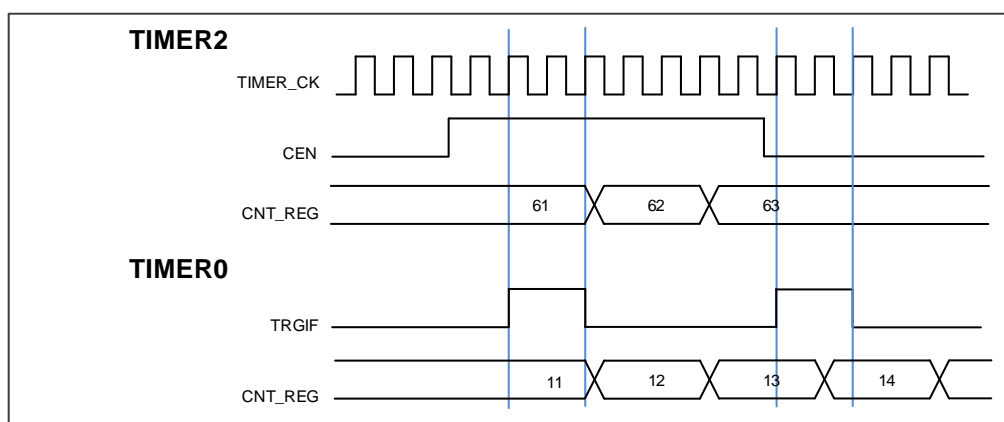 TIMER2
TIMER_CK
CEN
CNT_REG 61 62 63
TIMER0
TRGIF
CNT_REG 11 12 13 14